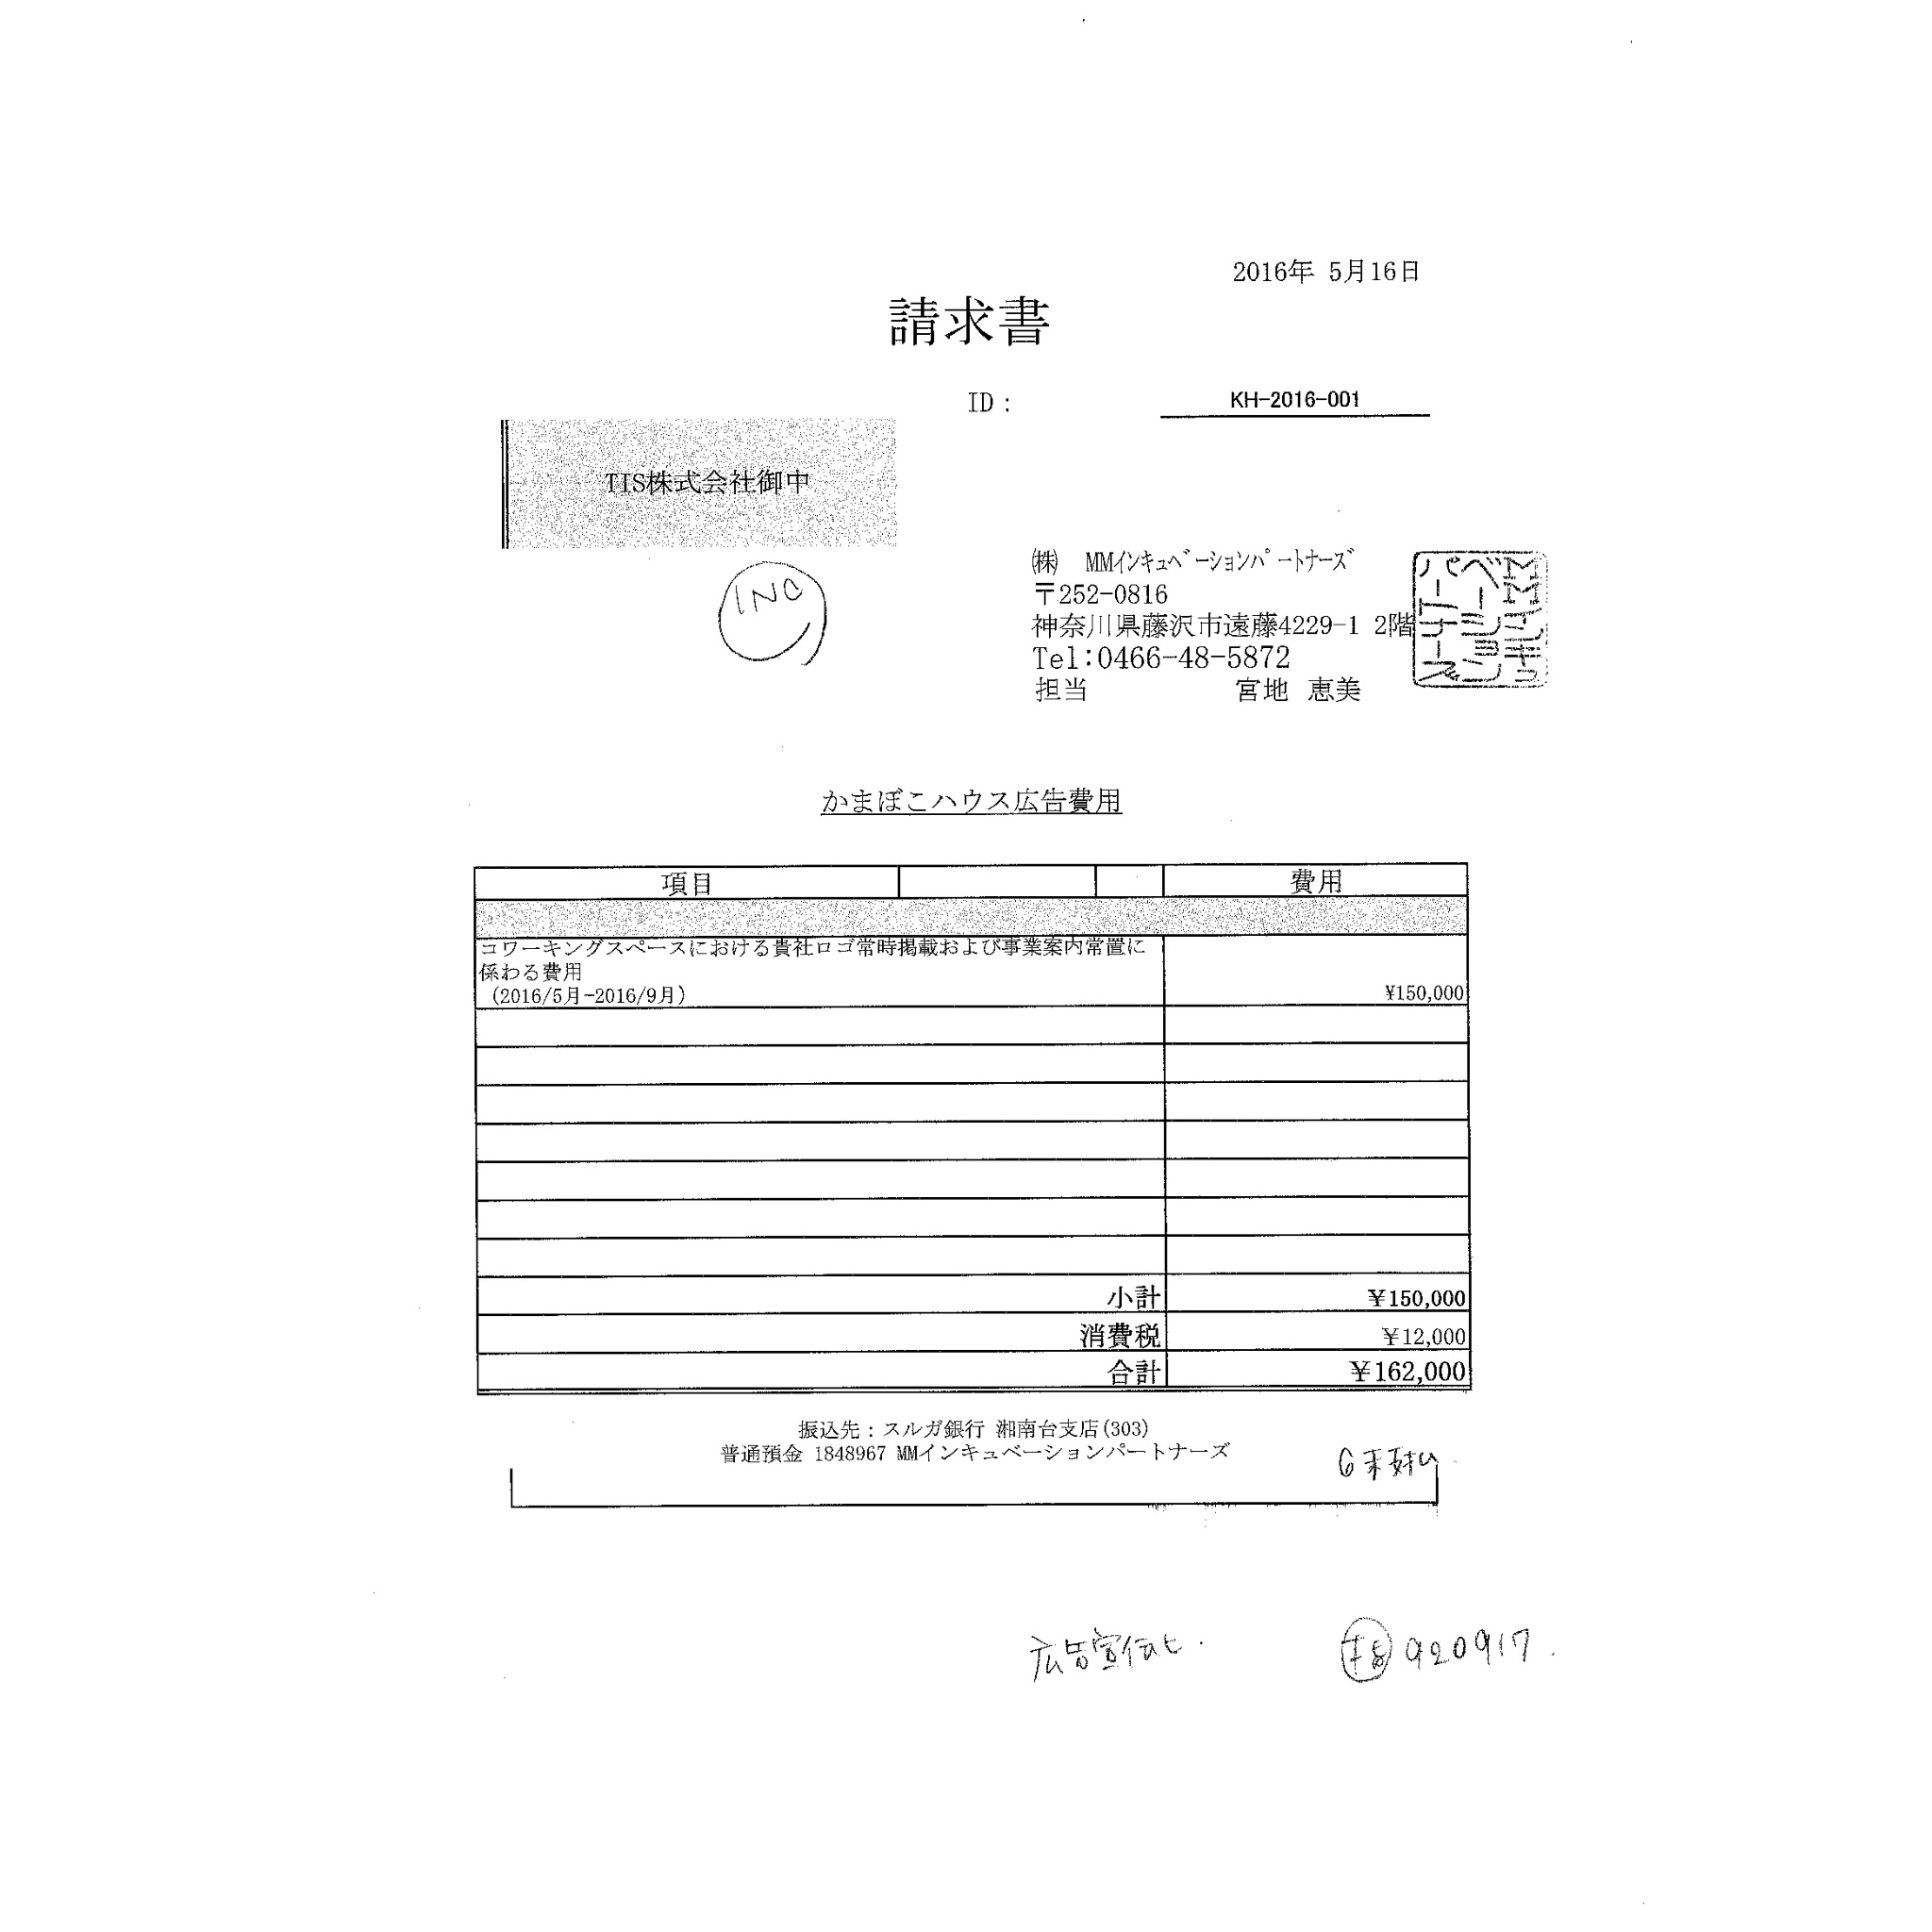 2016年 5月16日
請求書
ID：
KH-2016-001
TIS株式会社御中
INC
㈱ MMｲﾝｷｭﾍﾞｰｼｮﾝﾊﾟｰﾄﾅｰｽﾞ
〒252-0816
神奈川県藤沢市遠藤4229-1 2階
Tel:0466-48-5872
担当 宮地 恵美
MMインキュ
ベーション
パートナーズ
かまぼこハウス広告費用
項目 費用
コワーキングスペースにおける貴社ロゴ常時掲載および事業案内常置に
係わる費用
（2016/5月-2016/9月） ¥150,000
小計 ¥150,000
消費税 ¥12,000
合計 ¥162,000
振込先：スルガ銀行 湘南台支店(303)
普通預金 1848967 MMインキュベーションパートナーズ
6末支払
広告宣伝ヒ.
920917.